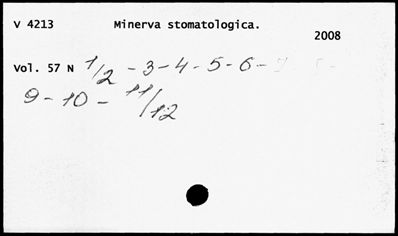 V 4213 Minerva stomatologica.
2008
Vol. 57 N 1/2 - 3 - 4 - 5 - 6 -
9 - 10 - 11/12